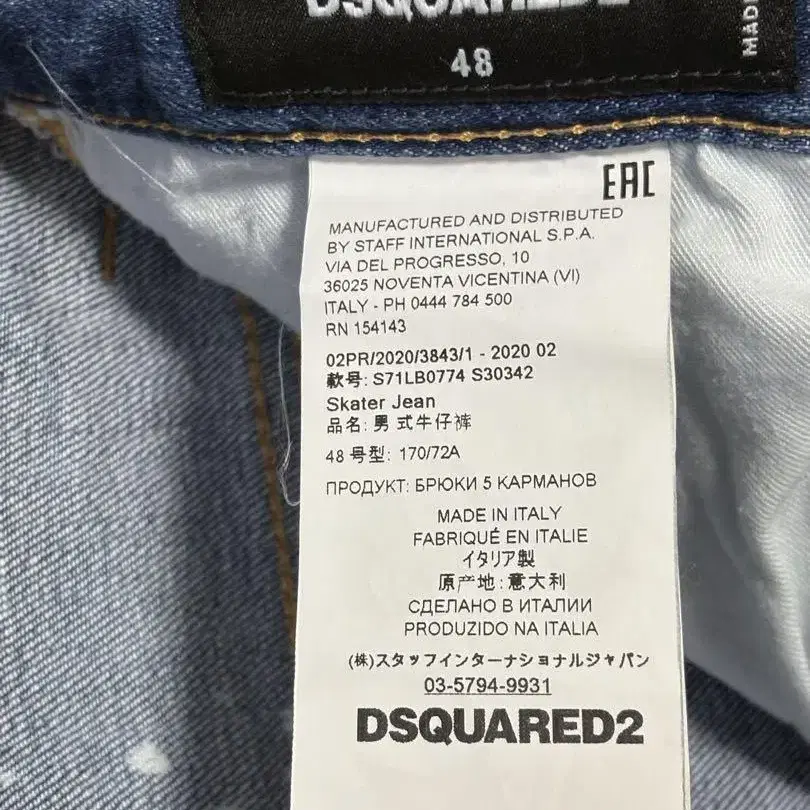 DSQUARED2
48
MADE
EAC
MANUFACTURED AND DISTRIBUTED
BY STAFF INTERNATIONAL S.P.A.
VIA DEL PROGRESSO, 10
36025 NOVENTA VICENTINA (VI)
ITALY - PH 0444 784 500
RN 154143
02PR/2020/3843/1 - 2020 02
款号: S71LB0774 S30342
Skater Jean
品名: 男式牛仔裤
48 号型: 170/72A
ПРОДУКТ: БРЮКИ 5 КАРМАНОВ
MADE IN ITALY
FABRIQUÉ EN ITALIE
イタリア製
原产地: 意大利
СДЕЛАНО В ИТАЛИИ
PRODUZIDO NA ITALIA
(株)スタッフインターナショナルジャパン
03-5794-9931
DSQUARED2